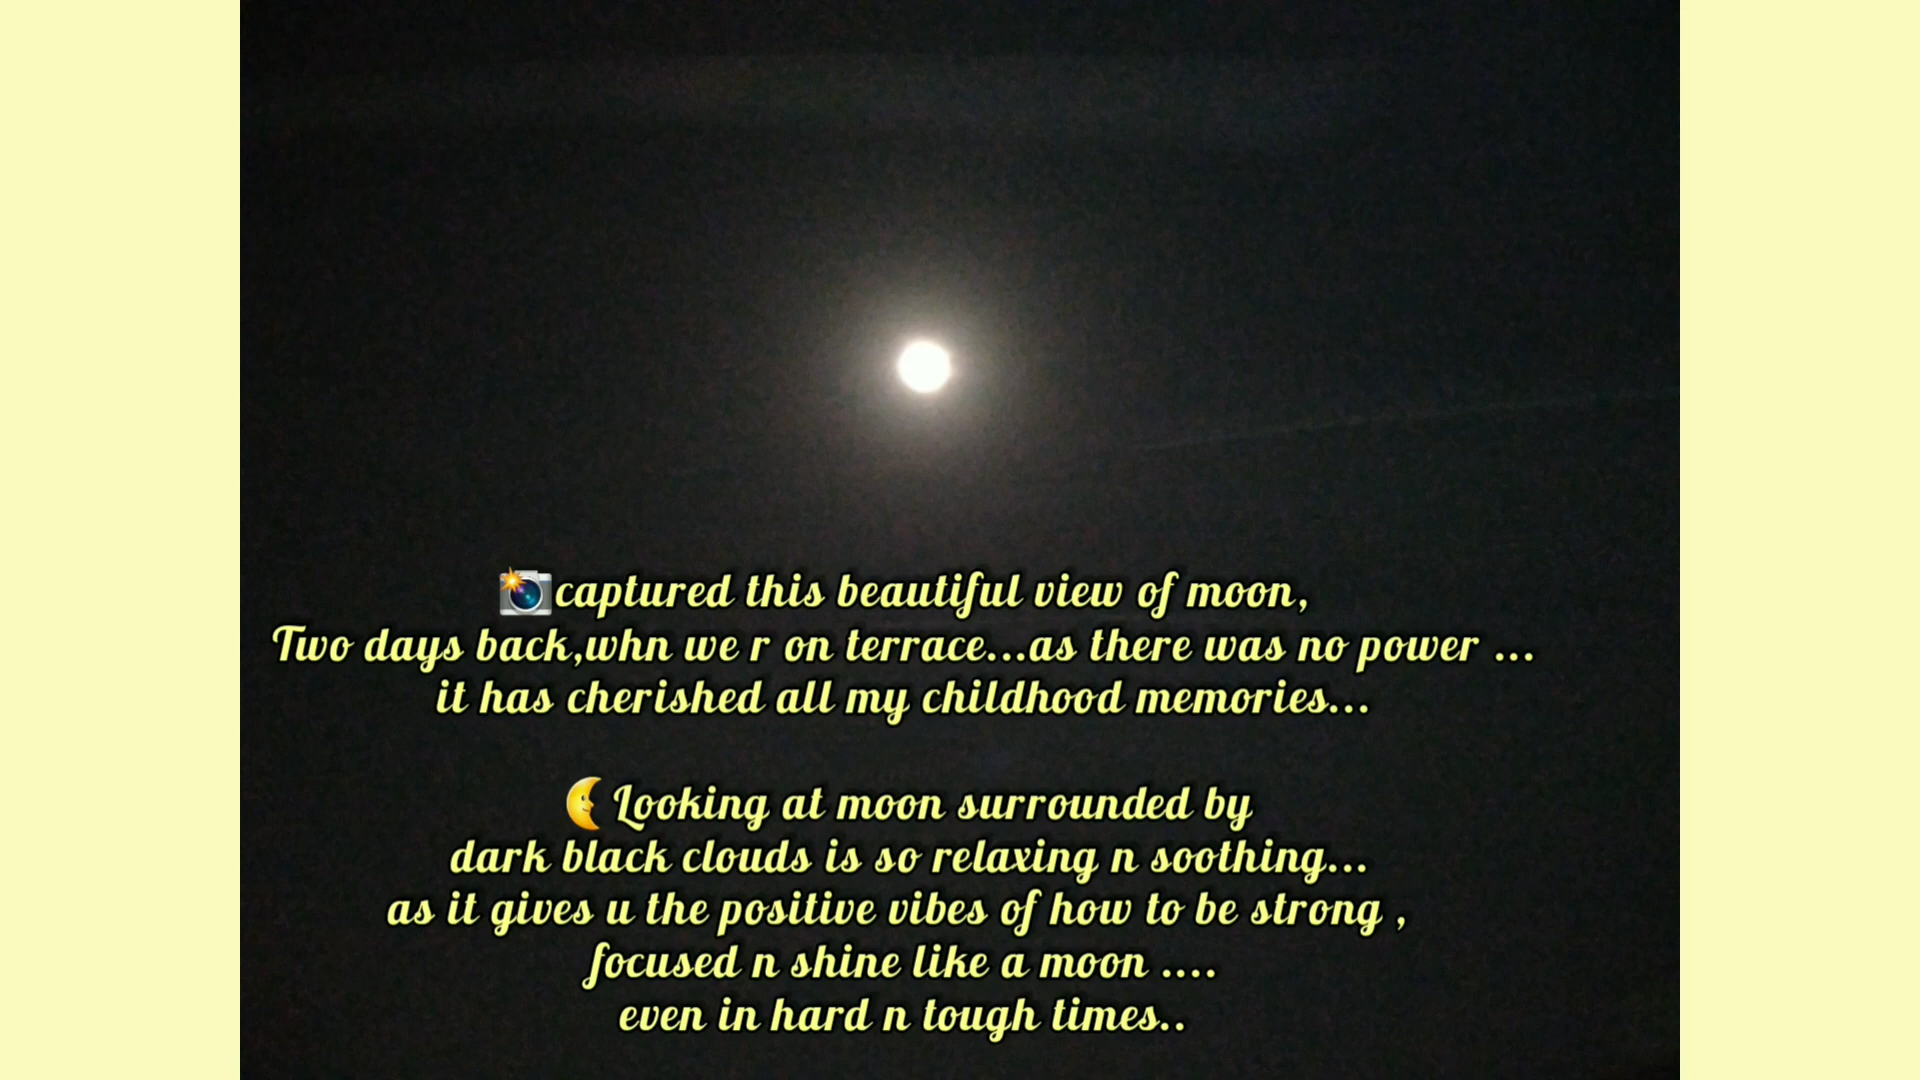 📸captured this beautiful view of moon,
Two days back,whn we r on terrace...as there was no power ...
it has cherished all my childhood memories...
🌜Looking at moon surrounded by
dark black clouds is so relaxing n soothing...
as it gives u the positive vibes of how to be strong ,
focused n shine like a moon ....
even in hard n tough times..